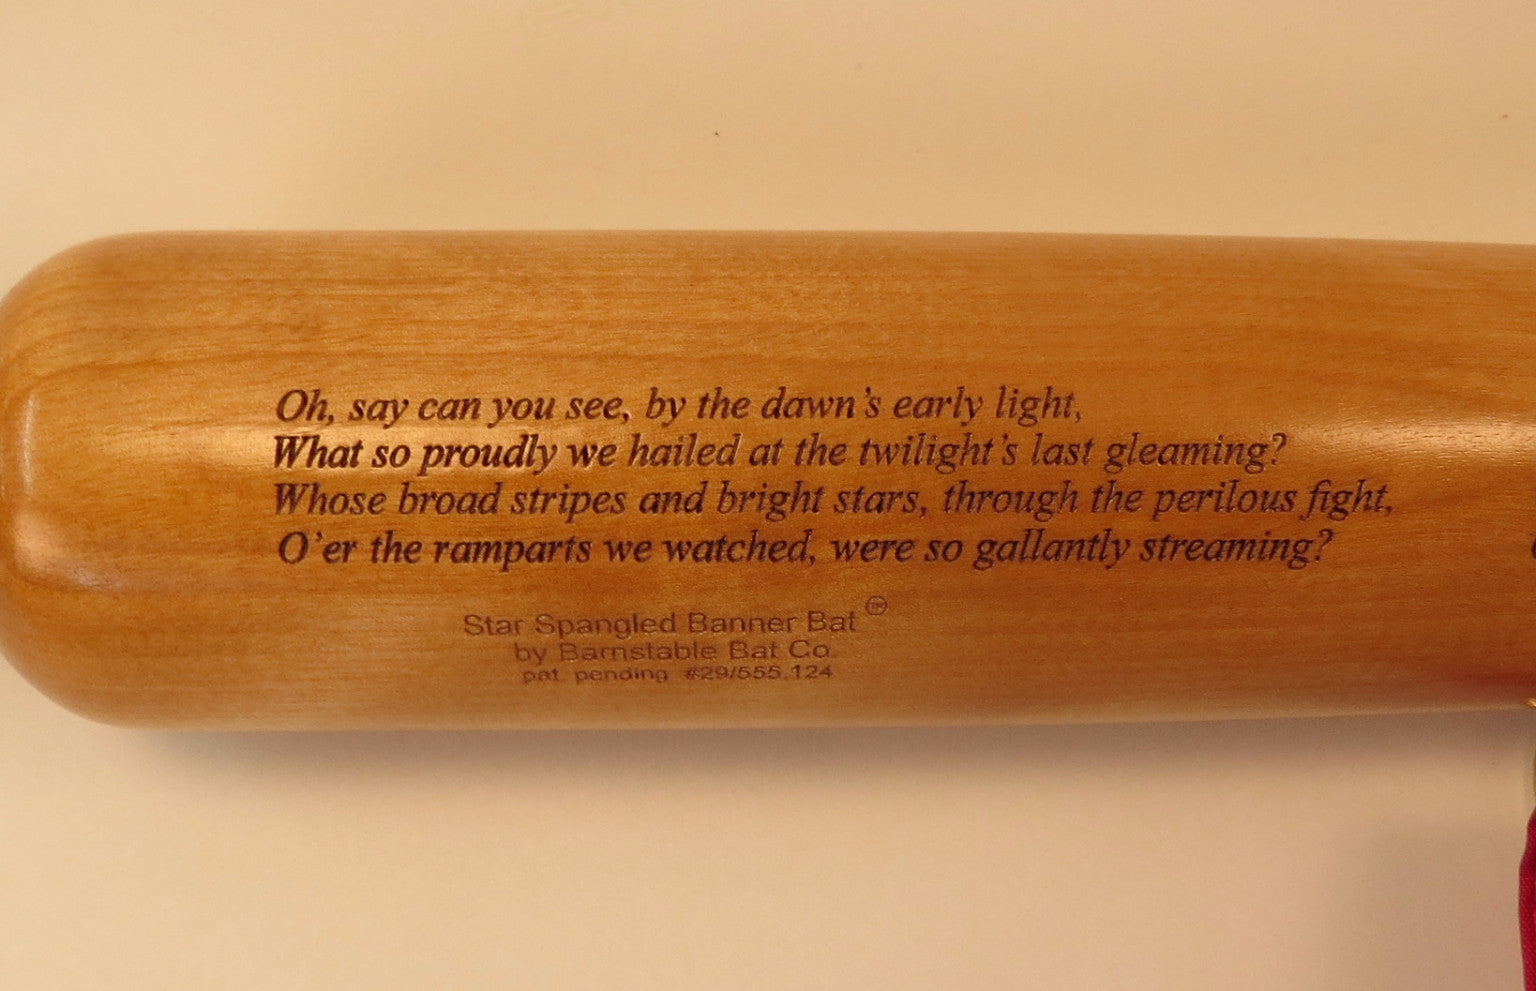 Oh, say can you see, by the dawn's early light,
What so proudly we hailed at the twilight's last gleaming?
Whose broad stripes and bright stars, through the perilous fight,
O'er the ramparts we watched, were so gallantly streaming?
Star Spangled Banner Bat ™
by Barnstable Bat Co.
pat. pending #29/555,124